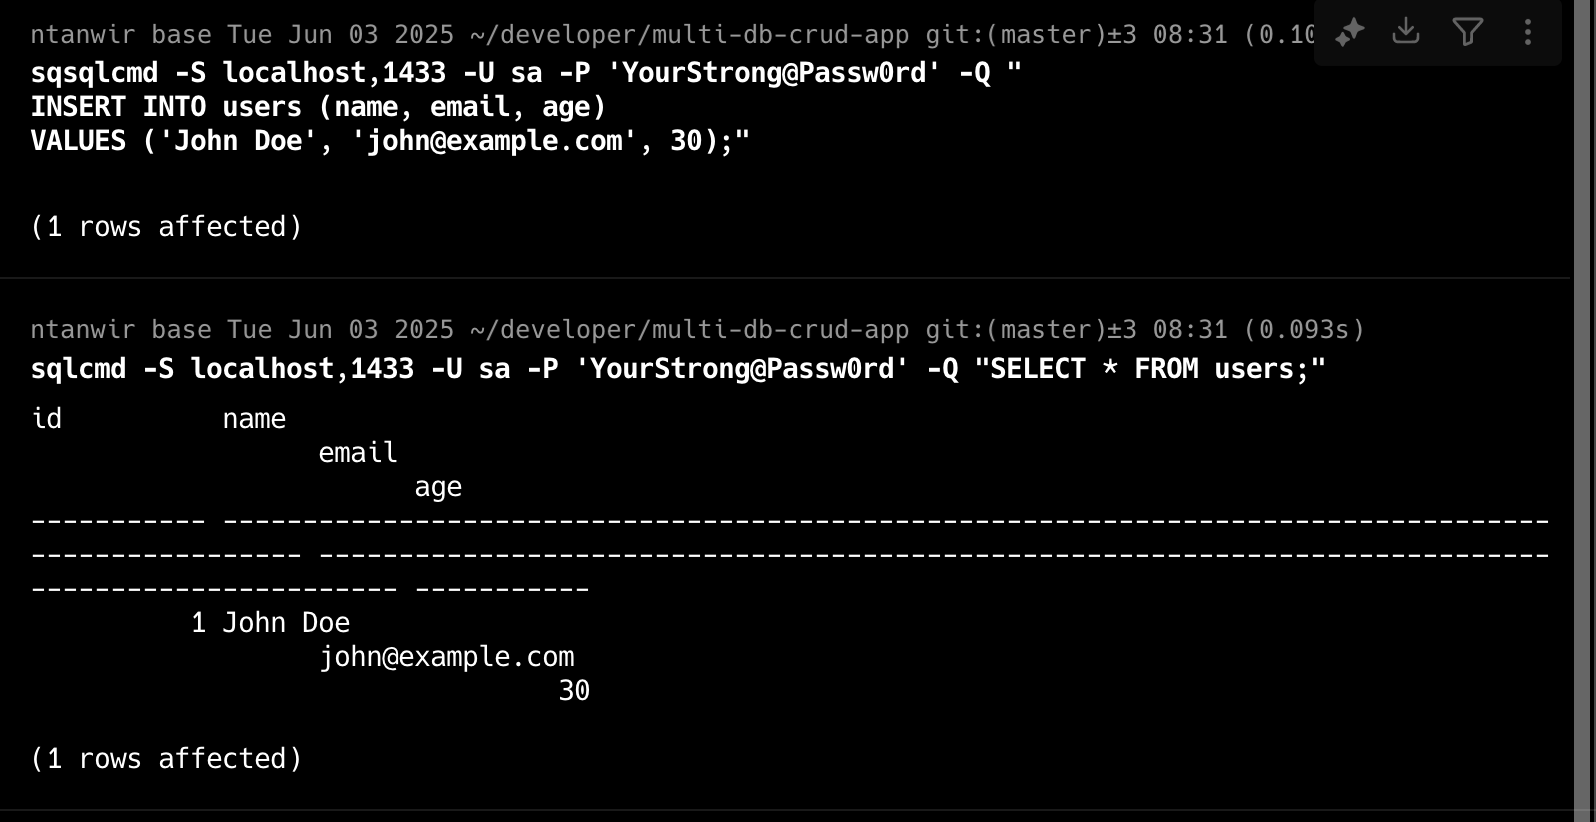 ntanwir base Tue Jun 03 2025 ~/developer/multi-db-crud-app git:(master)±3 08:31 (0.10
sqsqlcmd -S localhost,1433 -U sa -P 'YourStrong@Passw0rd' -Q "
INSERT INTO users (name, email, age)
VALUES ('John Doe', 'john@example.com', 30);"
(1 rows affected)
ntanwir base Tue Jun 03 2025 ~/developer/multi-db-crud-app git:(master)±3 08:31 (0.093s)
sqlcmd -S localhost,1433 -U sa -P 'YourStrong@Passw0rd' -Q "SELECT * FROM users;"
id          name
                  email
                        age
----------- -----------------------------------------------------------------------------------
----------------- -----------------------------------------------------------------------------
----------------------- -----------
          1 John Doe
                  john@example.com
                                 30
(1 rows affected)